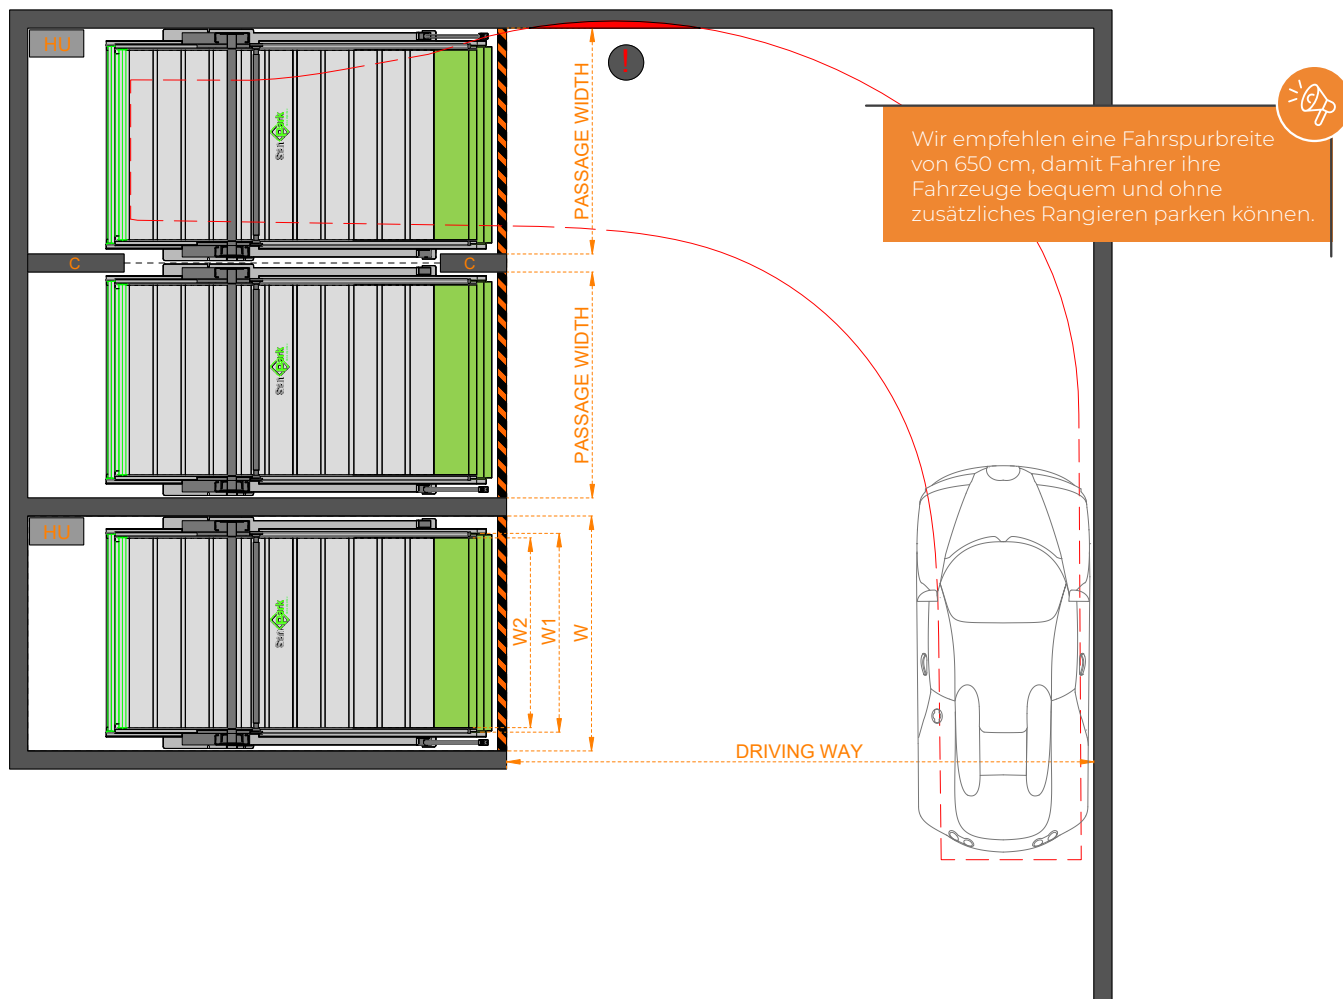 HU
!
PASSAGE WIDTH
Wir empfehlen eine Fahrspurbreite
von 650 cm, damit Fahrer ihre
Fahrzeuge bequem und ohne
zusätzliches Rangieren parken können.
C
C
PASSAGE WIDTH
HU
W2
W1
W
DRIVING WAY